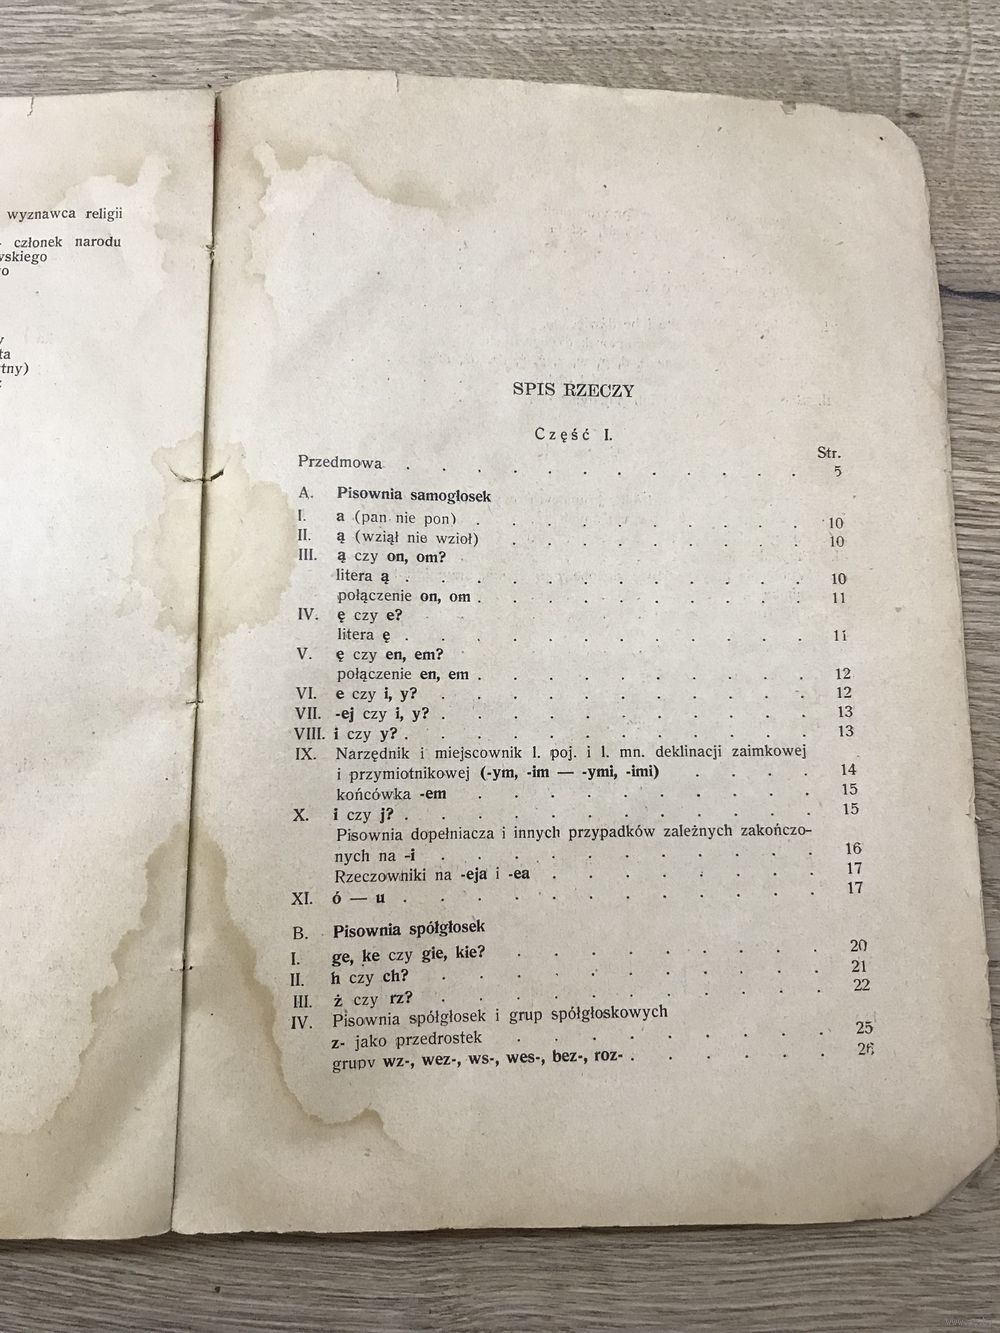 wyznawca religii
członek narodu
tny)
SPIS RZECZY
Część I.
Str.
Przedmowa . . . . . . . . . . . . 5
A. Pisownia samogłosek
I. a (pan nie pon) . . . . . . . . . . 10
II. ą (wziął nie wzioł) . . . . . . . . . 10
III. ą czy on, om?
litera ą . . . . . . . . . . . . 10
połączenie on, om . . . . . . . . . . 11
IV. ę czy e?
litera ę . . . . . . . . . . . . 11
V. ę czy en, em?
połączenie en, em . . . . . . . . . . 12
VI. e czy i, y? . . . . . . . . . . . 12
VII. -ej czy i, y? . . . . . . . . . . . 13
VIII. i czy y? . . . . . . . . . . . . 13
IX. Narzędnik i miejscownik l. poj. i l. mn. deklinacji zaimkowej
i przymiotnikowej (-ym, -im — -ymi, -imi) . . . . 14
końcówka -em . . . . . . . . . . 15
X. i czy j? . . . . . . . . . . . . 15
Pisownia dopełniacza i innych przypadków zależnych zakończo-
nych na -i . . . . . . . . . . . 16
Rzeczowniki na -eja i -ea . . . . . . . . 17
XI. ó — u . . . . . . . . . . . . 17
B. Pisownia spółgłosek
I. ge, ke czy gie, kie? . . . . . . . . . 20
II. h czy ch? . . . . . . . . . . . 21
III. ż czy rz? . . . . . . . . . . . 22
IV. Pisownia spółgłosek i grup spółgłoskowych
z- jako przedrostek . . . . . . . . . 25
grupy wz-, wez-, ws-, wes-, bez-, roz- . . . . . . 26